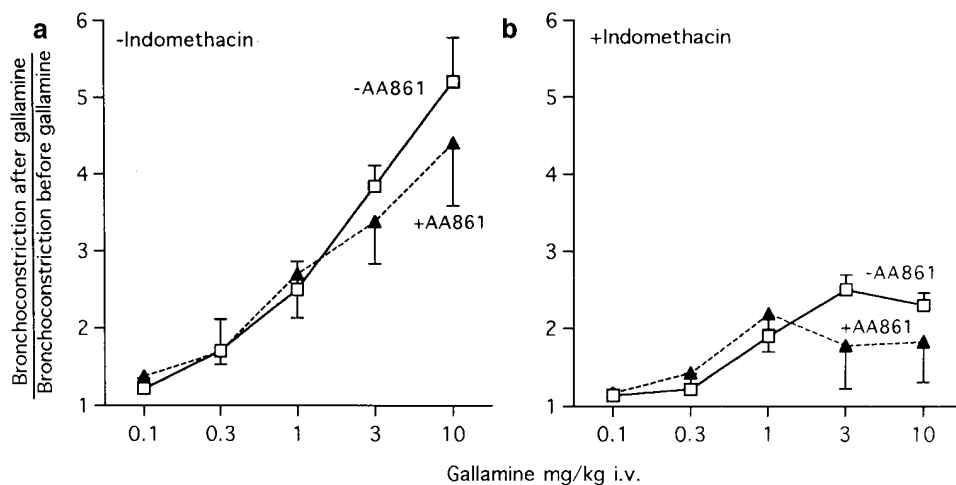 a
-Indomethacin
-AA861
+AA861
Bronchoconstriction after gallamine
Bronchoconstriction before gallamine
6
5
4
3
2
1
0.1 0.3 1 3 10
b
+Indomethacin
-AA861
+AA861
6
5
4
3
2
1
0.1 0.3 1 3 10
Gallamine mg/kg i.v.